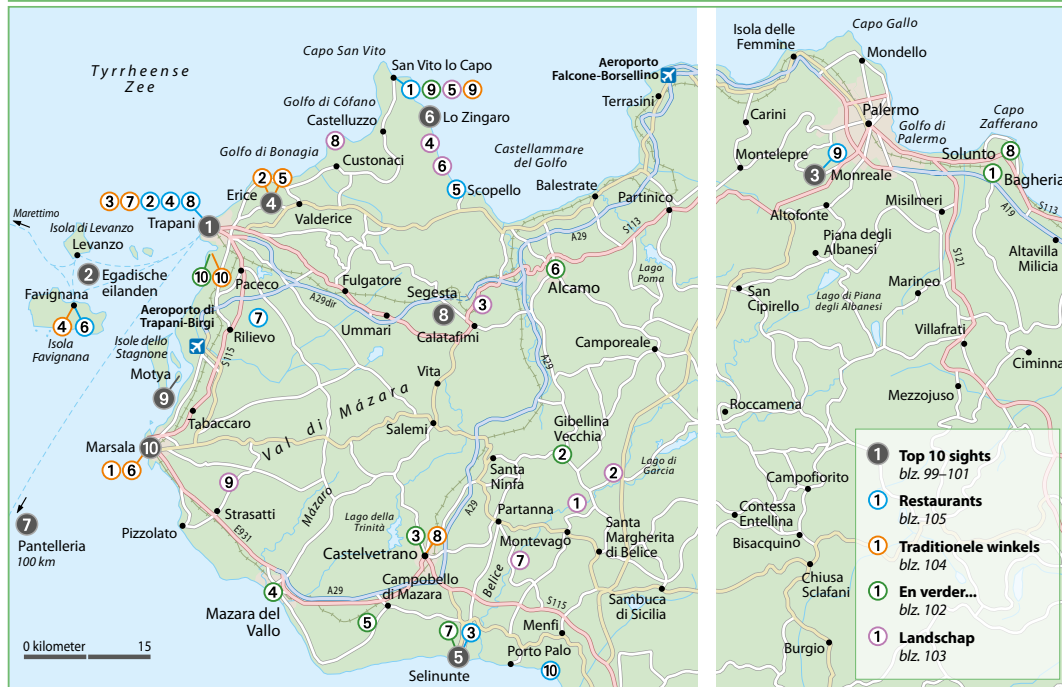 Tyrrheense
Zee
Capo San Vito
San Vito lo Capo
1 9 5 9
Golfo di Cófano
Castelluzzo
6 Lo Zingaro
8
4
Golfo di Bonagia
Custonaci
6
Castellammare
del Golfo
5 Scopello
Aeroporto
Falcone-Borsellino
Terrasini
Balestrate
Partinico
2 5
Erice
4
Valderice
3 7 2 4 8
Trapani
1
Marettimo
Isola di Levanzo
Levanzo
2 Egadische
eilanden
Favignana
4 6
Isola
Favignana
10 10
Paceco
Aeroporto di
Trapani-Birgi
7
Rilievo
Isole dello
Stagnone
Motya
9
S115
Fulgatore
A29dir
Ummari
Segesta
8
3
Calatafimi
6
Alcamo
A29
S113
Lago
Poma
Camporeale
A29
Vita
Val di Mázara
Salemi
Tabaccaro
Marsala
10
1 6
9
Strasatti
Mázaro
Pizzolato
E931
7
Pantelleria
100 km
Gibellina
Vecchia
2
2
Lago di
Garcia
Santa
Ninfa
1
Partanna
A29
Lago della
Trinità
3 8
Castelvetrano
Montevago
7
Santa
Margherita
di Belice
Belice
Campobello
di Mazara
A29
4
Mazara del
Vallo
5
7 3
5
Selinunte
S115
Menfi
Porto Palo
10
Sambuca
di Sicilia
0 kilometer 15
Isola delle
Femmine
Capo Gallo
Mondello
Carini
Palermo
Golfo di
Palermo
Capo
Zafferano
Montelepre
9
3 Monreale
Solunto
8
1
Bagheria
S113
A19
Altofonte
Misilmeri
Piana degli
Albanesi
S121
Altavilla
Milicia
San
Cipirello
Lago di Piana
degli Albanesi
Marineo
Villafrati
Ciminna
Mezzojuso
Roccamena
Campofiorito
Contessa
Entellina
Bisacquino
Chiusa
Sclafani
Burgio
1 Top 10 sights
blz. 99–101
1 Restaurants
blz. 105
1 Traditionele winkels
blz. 104
1 En verder...
blz. 102
1 Landschap
blz. 103